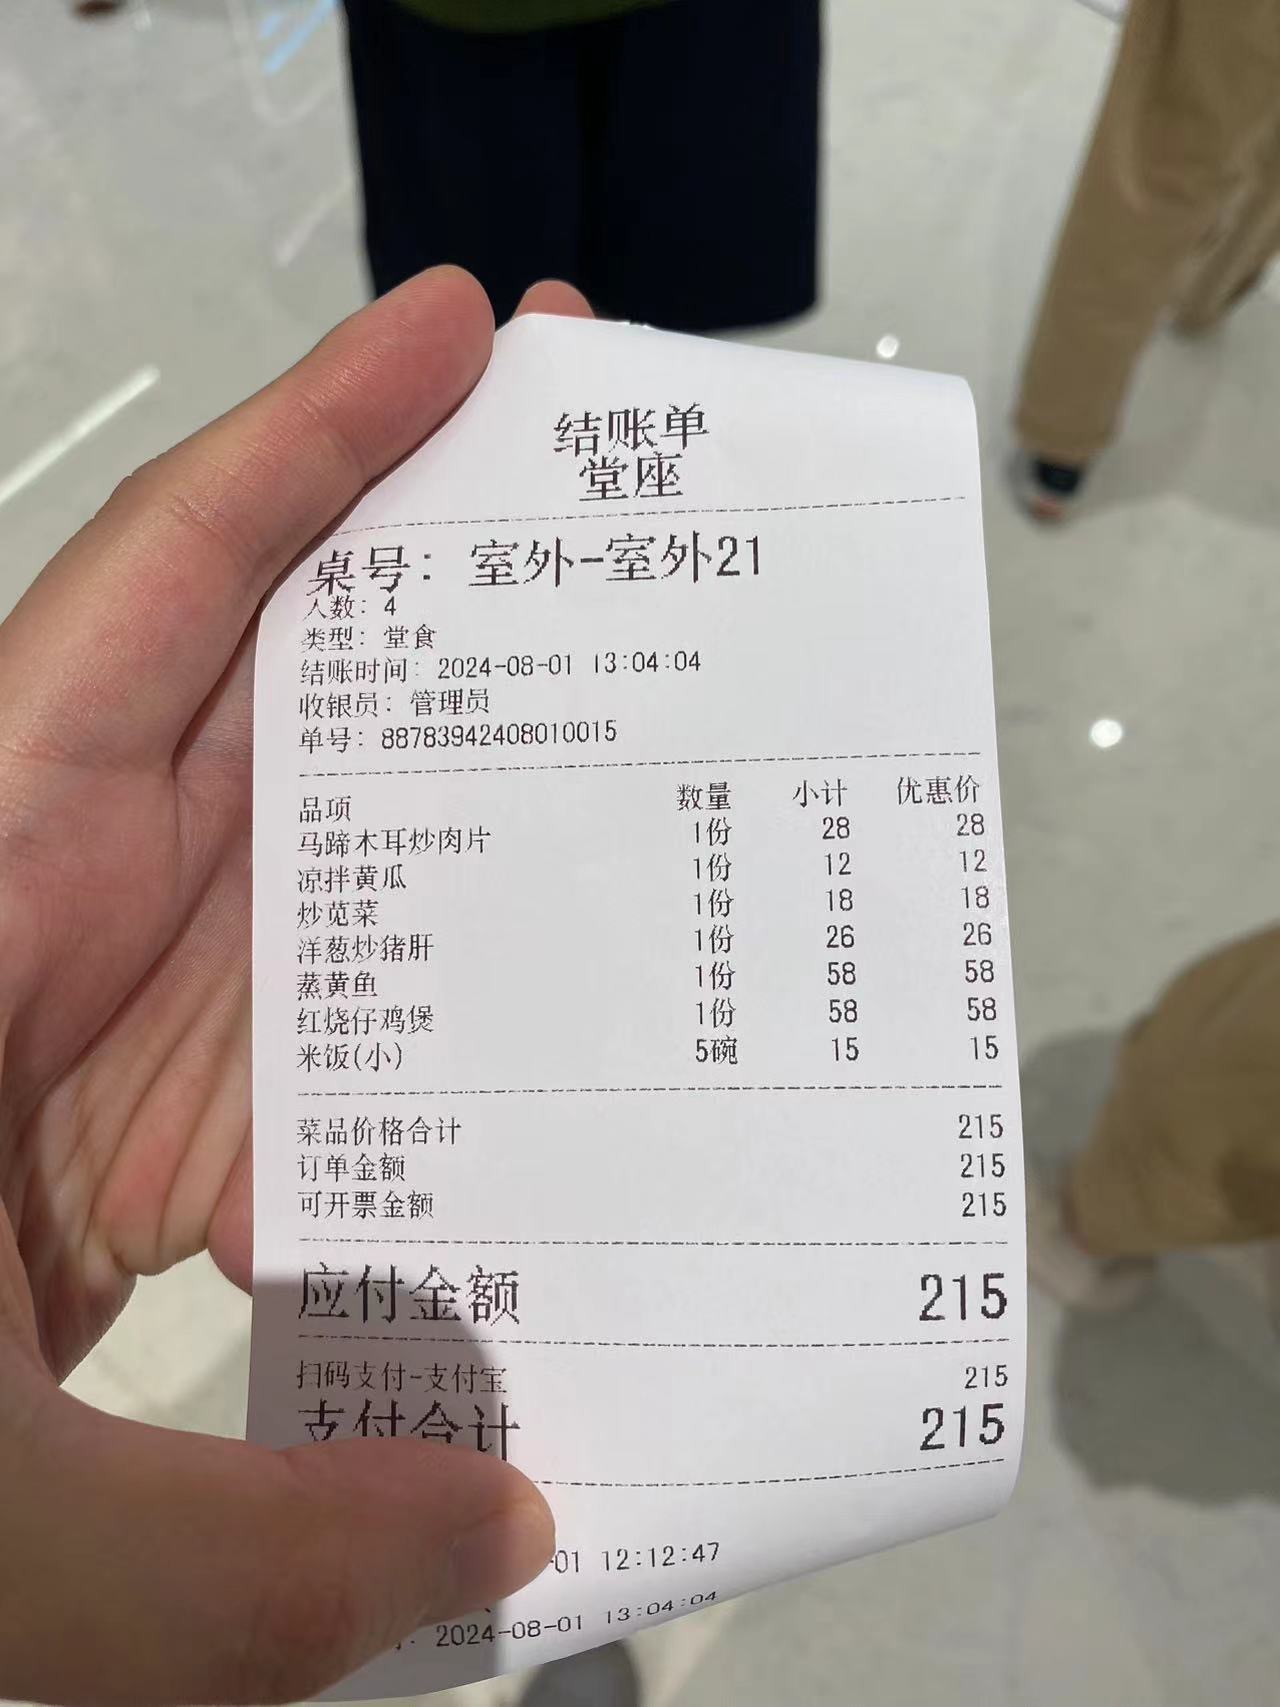 结账单
堂座
桌号: 室外-室外21
人数: 4
类型: 堂食
结账时间: 2024-08-01 13:04:04
收银员: 管理员
单号: 88783942408010015
品项 数量 小计 优惠价
马蹄木耳炒肉片 1份 28 28
凉拌黄瓜 1份 12 12
炒苋菜 1份 18 18
洋葱炒猪肝 1份 26 26
蒸黄鱼 1份 58 58
红烧仔鸡煲 1份 58 58
米饭(小) 5碗 15 15
菜品价格合计 215
订单金额 215
可开票金额 215
应付金额 215
扫码支付-支付宝 215
支付合计 215
-01 12:12:47
: 2024-08-01 13:04:04